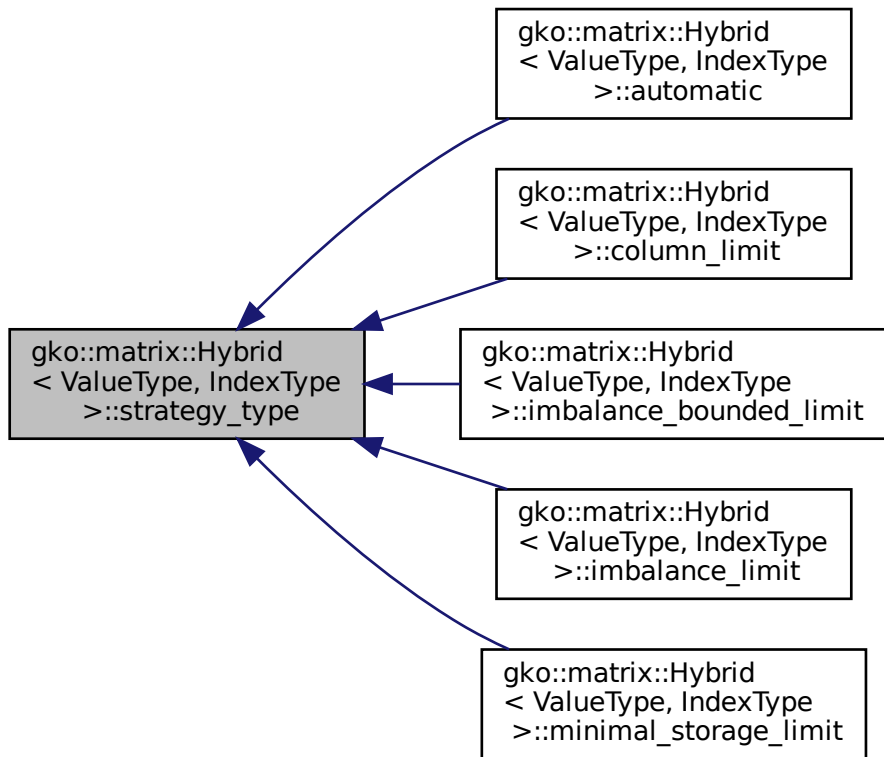 gko::matrix::Hybrid
< ValueType, IndexType
>::automatic
gko::matrix::Hybrid
< ValueType, IndexType
>::column_limit
gko::matrix::Hybrid
< ValueType, IndexType
>::strategy_type
gko::matrix::Hybrid
< ValueType, IndexType
>::imbalance_bounded_limit
gko::matrix::Hybrid
< ValueType, IndexType
>::imbalance_limit
gko::matrix::Hybrid
< ValueType, IndexType
>::minimal_storage_limit